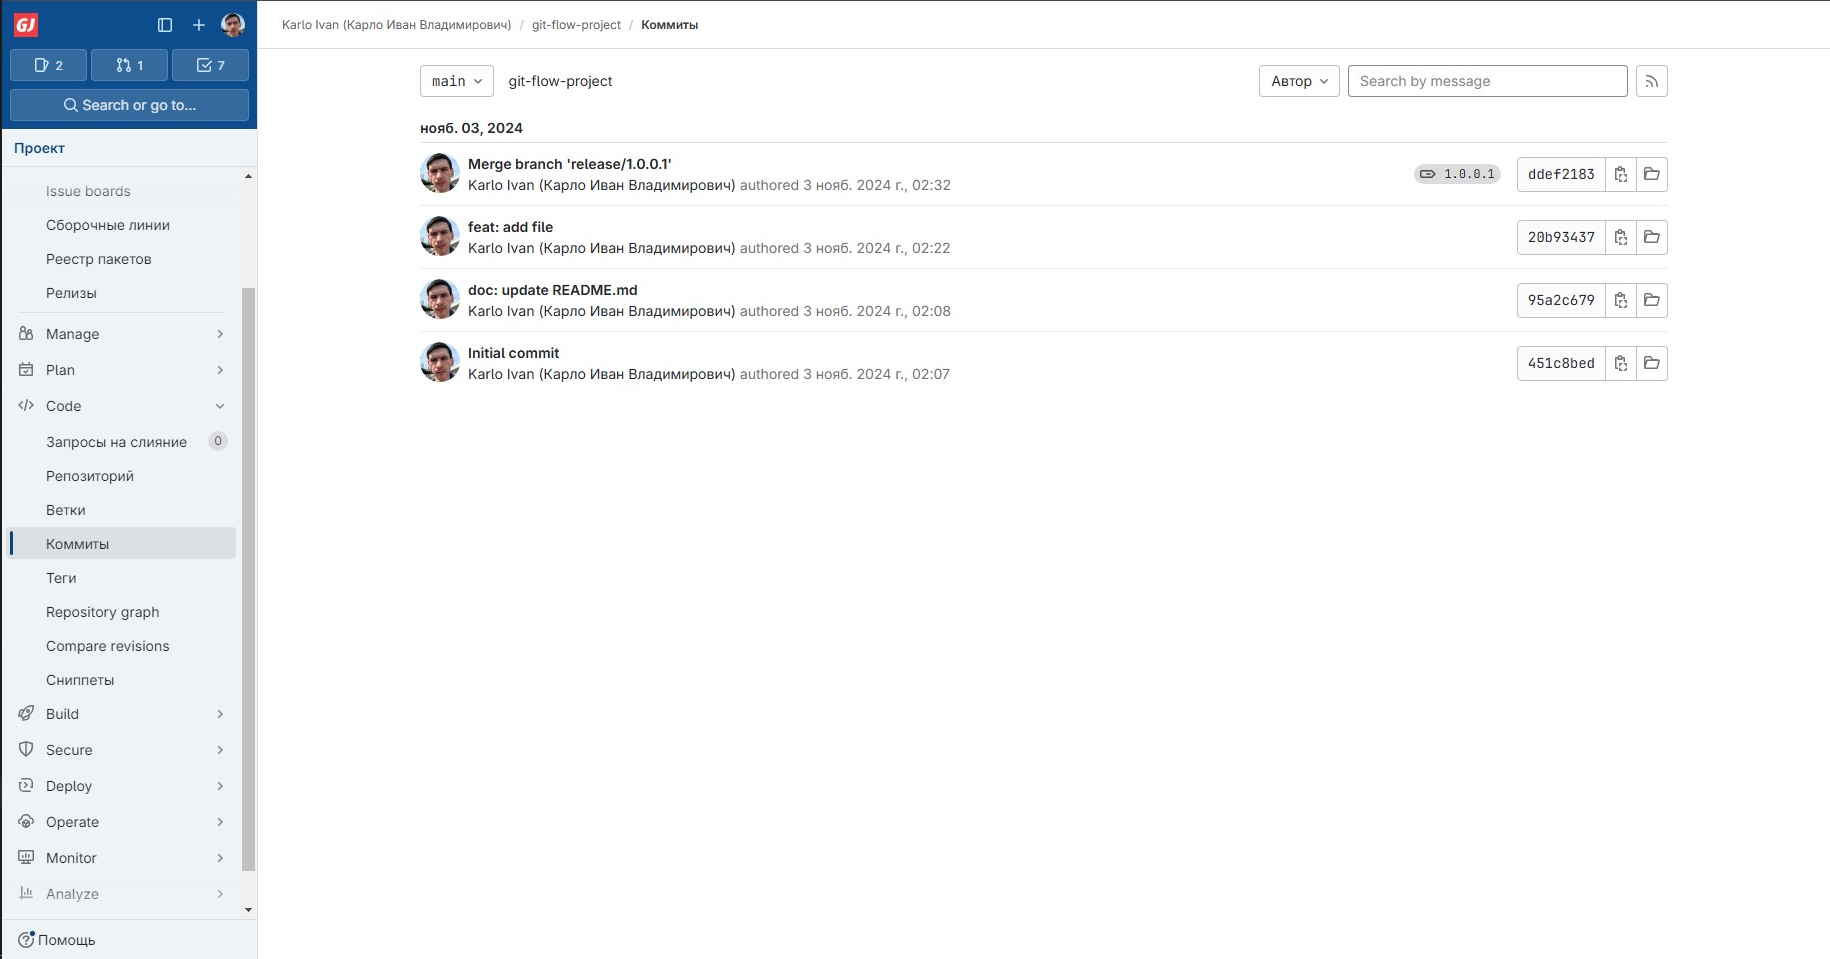 GJ
2
1
7
Search or go to...
Проект
Issue boards
Сборочные линии
Реестр пакетов
Релизы
Manage
Plan
Code
Запросы на слияние 0
Репозиторий
Ветки
Коммиты
Теги
Repository graph
Compare revisions
Сниппеты
Build
Secure
Deploy
Operate
Monitor
Analyze
Помощь
Karlo Ivan (Карло Иван Владимирович) / git-flow-project / Коммиты
main git-flow-project Автор Search by message
нояб. 03, 2024
Merge branch 'release/1.0.0.1'
Karlo Ivan (Карло Иван Владимирович) authored 3 нояб. 2024 г., 02:32
1.0.0.1 ddef2183
feat: add file
Karlo Ivan (Карло Иван Владимирович) authored 3 нояб. 2024 г., 02:22
20b93437
doc: update README.md
Karlo Ivan (Карло Иван Владимирович) authored 3 нояб. 2024 г., 02:08
95a2c679
Initial commit
Karlo Ivan (Карло Иван Владимирович) authored 3 нояб. 2024 г., 02:07
451c8bed